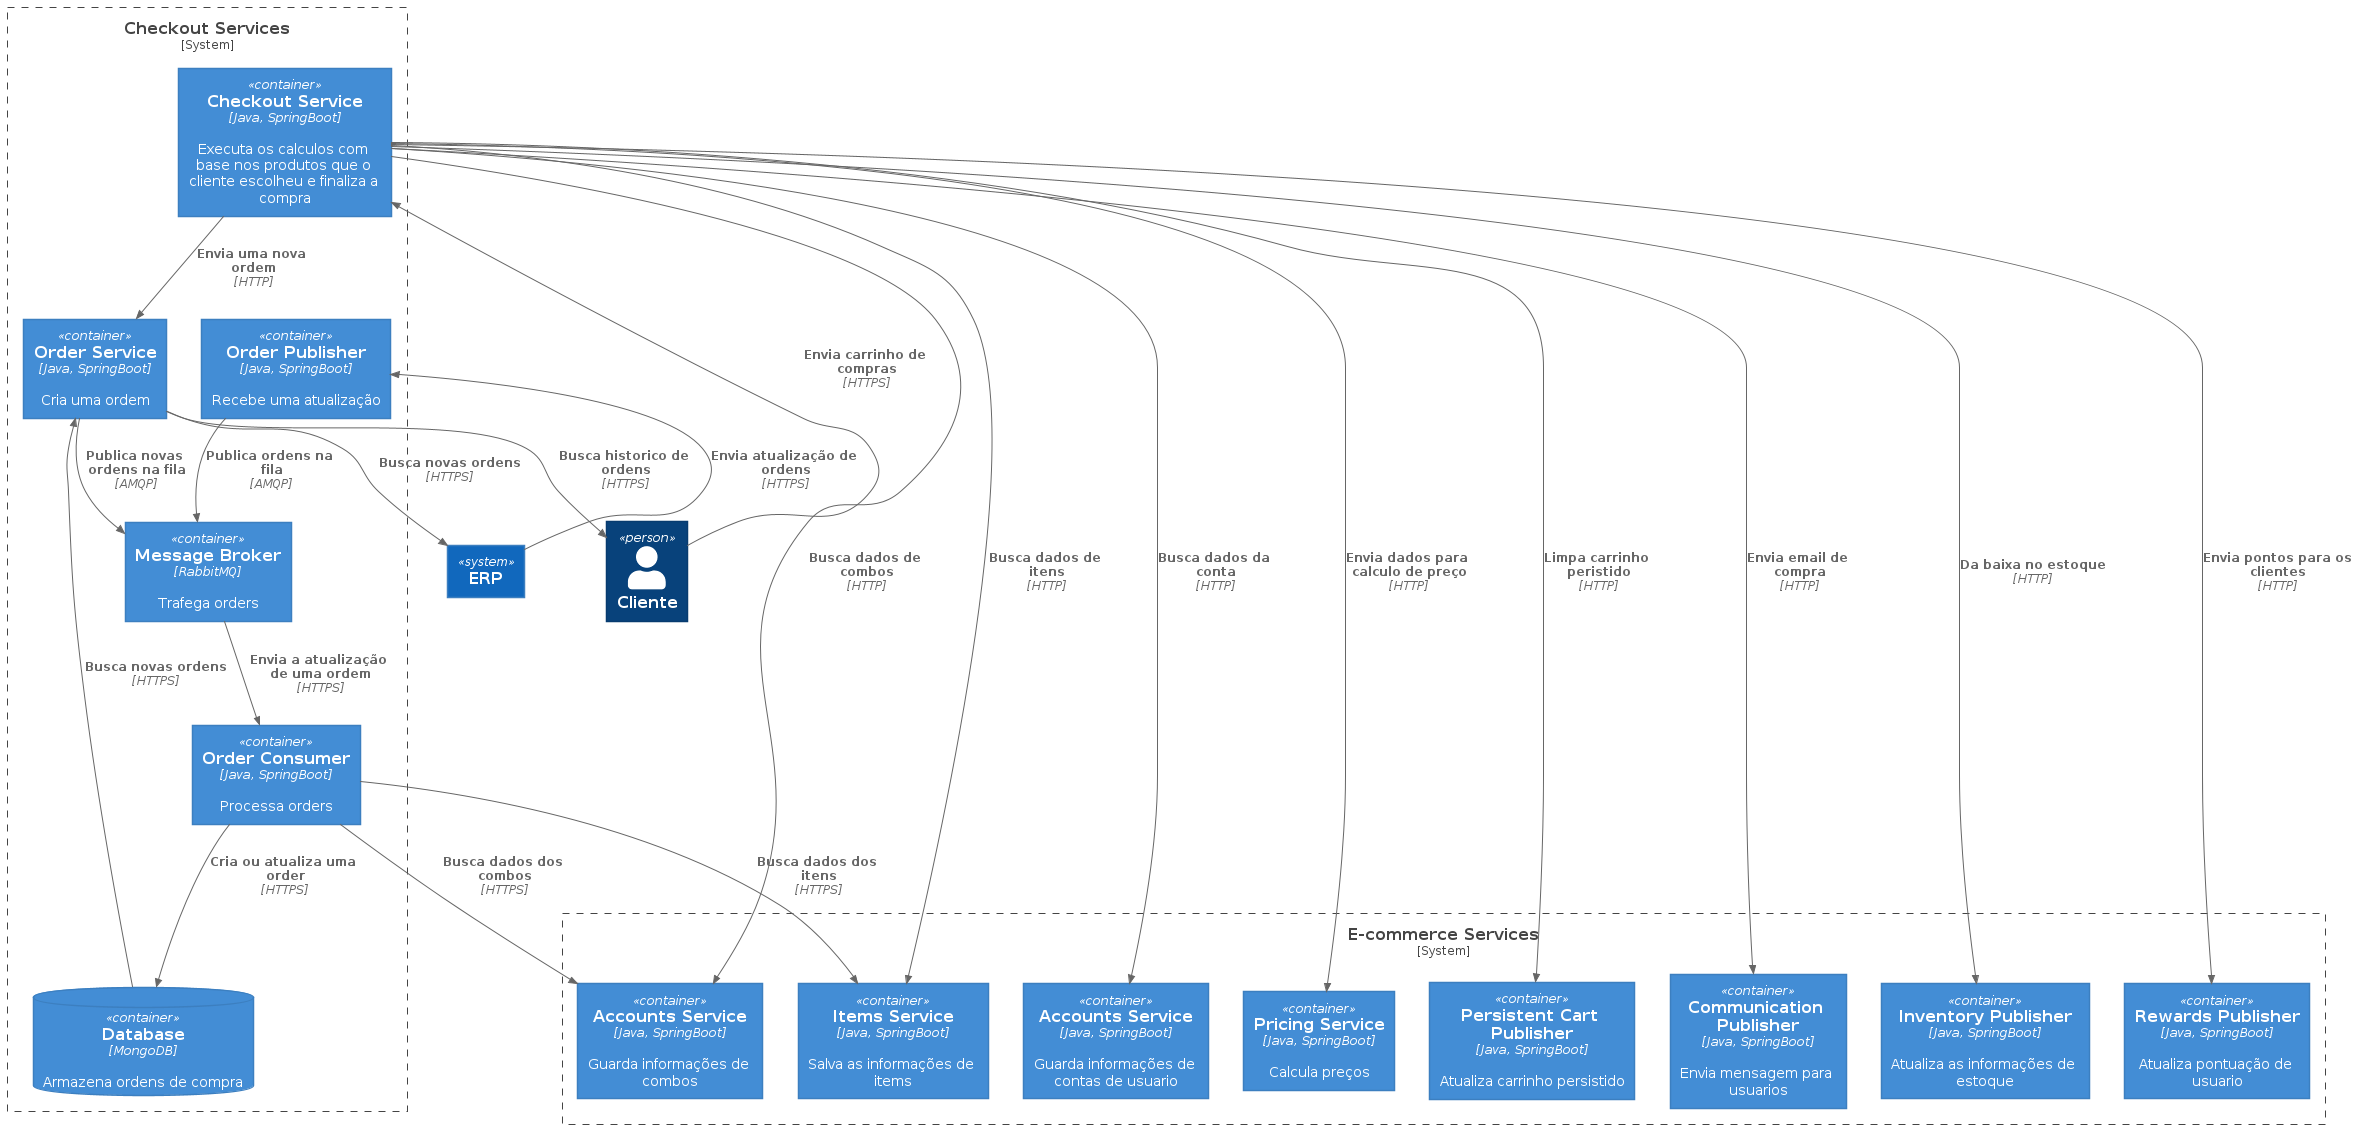 Checkout Services
[System]
«container»
Checkout Service
[Java, SpringBoot]
Executa os calculos com
base nos produtos que o
cliente escolheu e finaliza a
compra
Envia uma nova
ordem
[HTTP]
«container»
Order Service
[Java, SpringBoot]
Cria uma ordem
«container»
Order Publisher
[Java, SpringBoot]
Recebe uma atualização
Envia carrinho de
compras
[HTTPS]
Publica novas
ordens na fila
[AMQP]
Publica ordens na
fila
[AMQP]
Busca novas ordens
[HTTPS]
Busca historico de
ordens
[HTTPS]
Envia atualização de
ordens
[HTTPS]
«container»
Message Broker
[RabbitMQ]
Trafega orders
«system»
ERP
«person»
Cliente
Busca dados de
combos
[HTTP]
Busca dados de
itens
[HTTP]
Busca dados da
conta
[HTTP]
Envia dados para
calculo de preço
[HTTP]
Limpa carrinho
peristido
[HTTP]
Envia email de
compra
[HTTP]
Da baixa no estoque
[HTTP]
Envia pontos para os
clientes
[HTTP]
Busca novas ordens
[HTTPS]
Envia a atualização
de uma ordem
[HTTPS]
«container»
Order Consumer
[Java, SpringBoot]
Processa orders
Cria ou atualiza uma
order
[HTTPS]
Busca dados dos
combos
[HTTPS]
Busca dados dos
itens
[HTTPS]
«container»
Database
[MongoDB]
Armazena ordens de compra
E-commerce Services
[System]
«container»
Accounts Service
[Java, SpringBoot]
Guarda informações de
combos
«container»
Items Service
[Java, SpringBoot]
Salva as informações de
items
«container»
Accounts Service
[Java, SpringBoot]
Guarda informações de
contas de usuario
«container»
Pricing Service
[Java, SpringBoot]
Calcula preços
«container»
Persistent Cart
Publisher
[Java, SpringBoot]
Atualiza carrinho persistido
«container»
Communication
Publisher
[Java, SpringBoot]
Envia mensagem para
usuarios
«container»
Inventory Publisher
[Java, SpringBoot]
Atualiza as informações de
estoque
«container»
Rewards Publisher
[Java, SpringBoot]
Atualiza pontuação de
usuario